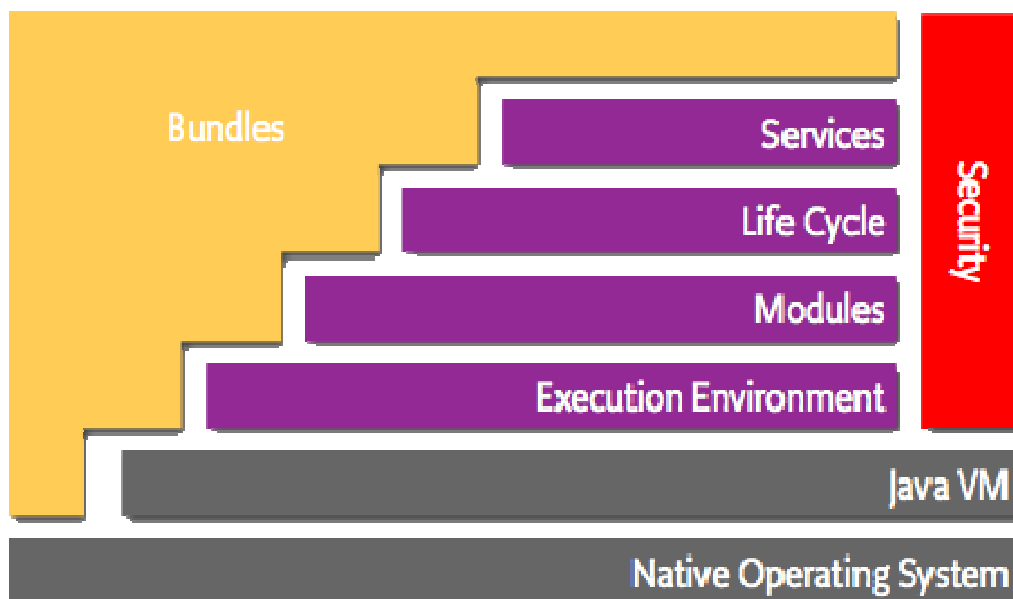 Bundles
Services
Life Cycle
Modules
Execution Environment
Security
Java VM
Native Operating System